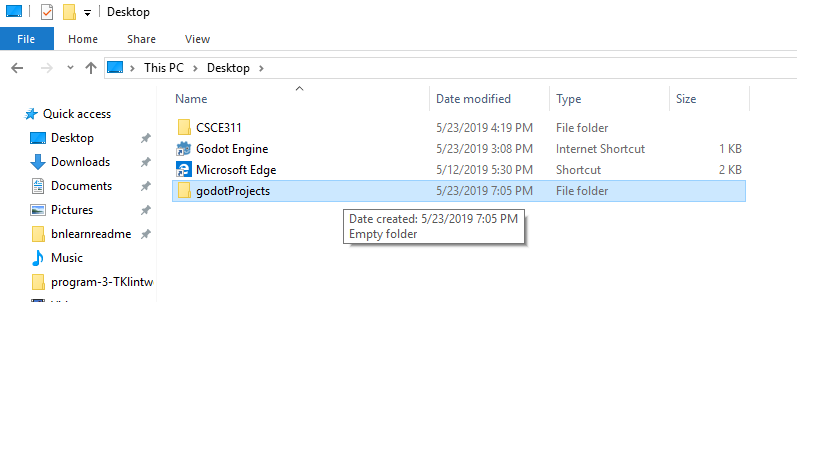 Desktop
File Home Share View
This PC Desktop
Name Date modified Type Size
Quick access
Desktop
Downloads
Documents
Pictures
bnlearnreadme
Music
program-3-TKlintw
CSCE311 5/23/2019 4:19 PM File folder
Godot Engine 5/23/2019 3:08 PM Internet Shortcut 1 KB
Microsoft Edge 5/12/2019 5:30 PM Shortcut 2 KB
godotProjects 5/23/2019 7:05 PM File folder
Date created: 5/23/2019 7:05 PM
Empty folder